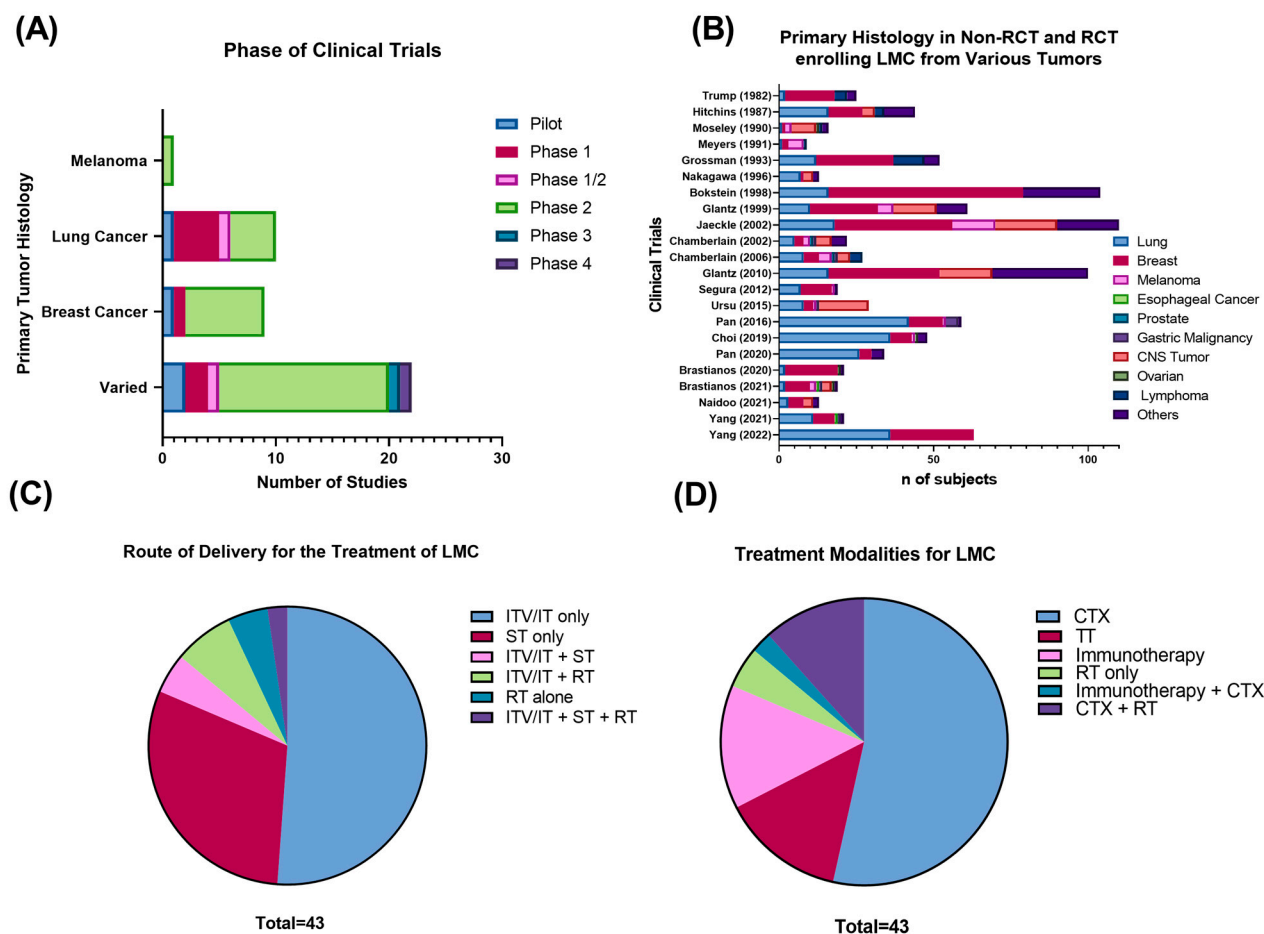 (A)
Phase of Clinical Trials
Primary Tumor Histology
Melanoma
Lung Cancer
Breast Cancer
Varied
0
10
20
30
Number of Studies
Pilot
Phase 1
Phase 1/2
Phase 2
Phase 3
Phase 4
(B)
Primary Histology in Non-RCT and RCT
enrolling LMC from Various Tumors
Clinical Trials
Trump (1982)
Hitchins (1987)
Moseley (1990)
Meyers (1991)
Grossman (1993)
Nakagawa (1996)
Bokstein (1998)
Glantz (1999)
Jaeckle (2002)
Chamberlain (2002)
Chamberlain (2006)
Glantz (2010)
Segura (2012)
Ursu (2015)
Pan (2016)
Choi (2019)
Pan (2020)
Brastianos (2020)
Brastianos (2021)
Naidoo (2021)
Yang (2021)
Yang (2022)
0
50
100
n of subjects
Lung
Breast
Melanoma
Esophageal Cancer
Prostate
Gastric Malignancy
CNS Tumor
Ovarian
Lymphoma
Others
(C)
Route of Delivery for the Treatment of LMC
ITV/IT only
ST only
ITV/IT + ST
ITV/IT + RT
RT alone
ITV/IT + ST + RT
Total=43
(D)
Treatment Modalities for LMC
CTX
TT
Immunotherapy
RT only
Immunotherapy + CTX
CTX + RT
Total=43